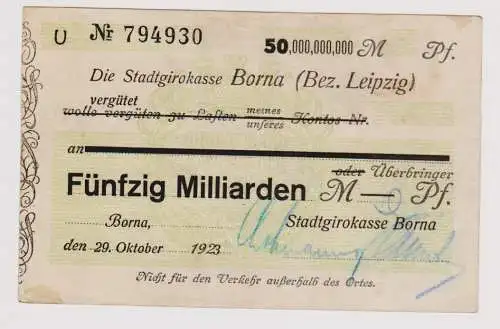 U № 794930 50,000,000,000 M Pf.
Die Stadtgirokasse Borna (Bez. Leipzig)
vergütet
wolle vergüten zu Lasten meines
unseres Kontos Nr.
an
oder Überbringer
Fünfzig Milliarden M — Pf.
Borna, Stadtgirokasse Borna
den 29. Oktober 1923
Nicht für den Verkehr außerhalb des Ortes.